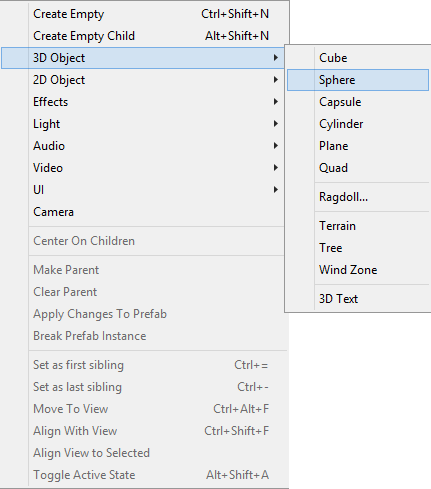 Create Empty Ctrl+Shift+N
Create Empty Child Alt+Shift+N
3D Object
2D Object
Effects
Light
Audio
Video
UI
Camera
Center On Children
Make Parent
Clear Parent
Apply Changes To Prefab
Break Prefab Instance
Set as first sibling Ctrl+=
Set as last sibling Ctrl+-
Move To View Ctrl+Alt+F
Align With View Ctrl+Shift+F
Align View to Selected
Toggle Active State Alt+Shift+A
Cube
Sphere
Capsule
Cylinder
Plane
Quad
Ragdoll...
Terrain
Tree
Wind Zone
3D Text